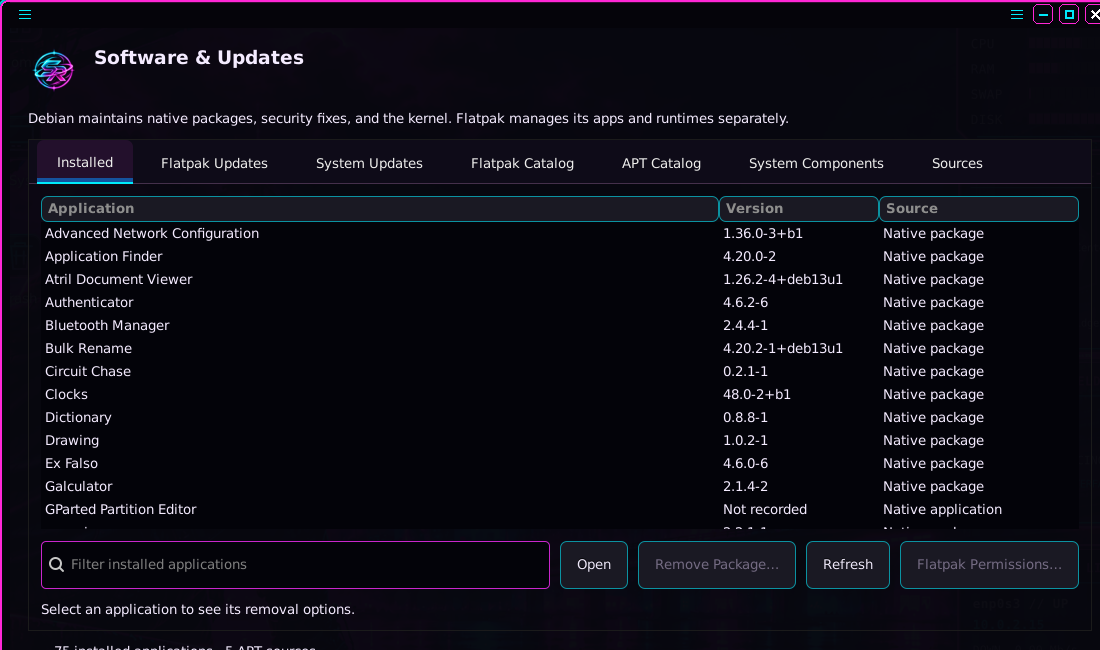 Software & Updates
Debian maintains native packages, security fixes, and the kernel. Flatpak manages its apps and runtimes separately.
Installed Flatpak Updates System Updates Flatpak Catalog APT Catalog System Components Sources
Application Version Source
Advanced Network Configuration 1.36.0-3+b1 Native package
Application Finder 4.20.0-2 Native package
Atril Document Viewer 1.26.2-4+deb13u1 Native package
Authenticator 4.6.2-6 Native package
Bluetooth Manager 2.4.4-1 Native package
Bulk Rename 4.20.2-1+deb13u1 Native package
Circuit Chase 0.2.1-1 Native package
Clocks 48.0-2+b1 Native package
Dictionary 0.8.8-1 Native package
Drawing 1.0.2-1 Native package
Ex Falso 4.6.0-6 Native package
Galculator 2.1.4-2 Native package
GParted Partition Editor Not recorded Native application
Filter installed applications Open Remove Package... Refresh Flatpak Permissions...
Select an application to see its removal options.
75 installed applications 5 APT sources